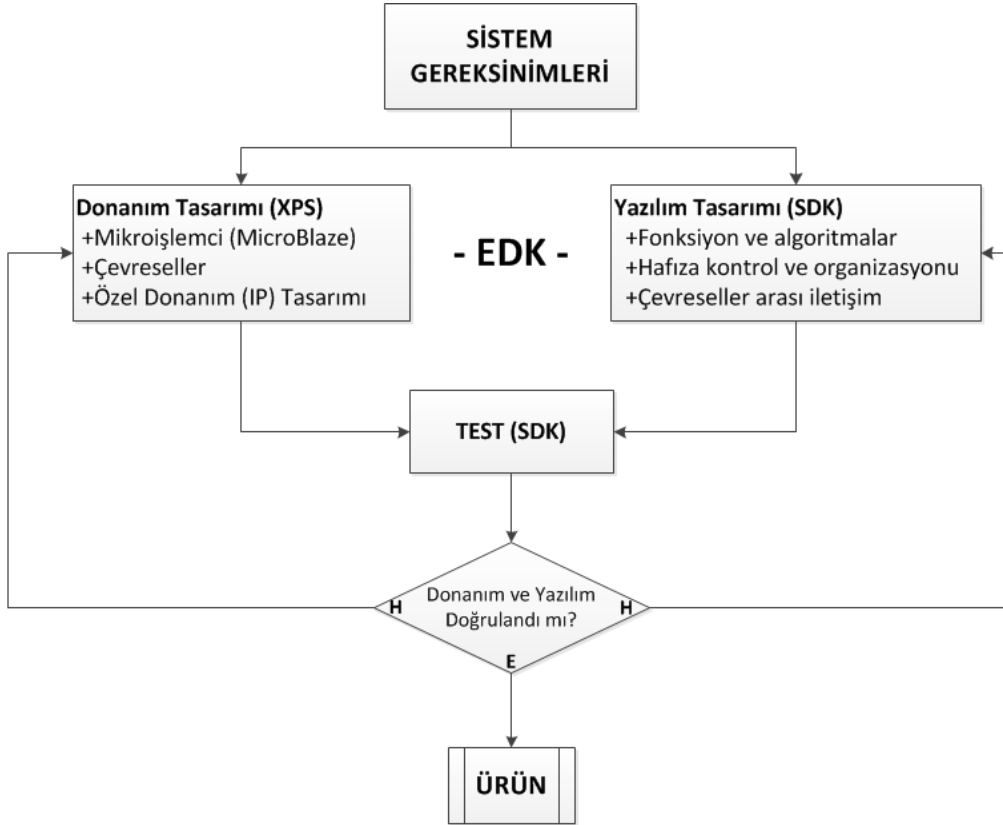 SİSTEM
GEREKSİNİMLERİ
Donanım Tasarımı (XPS)
+Mikroişlemci (MicroBlaze)
+Çevreseller
+Özel Donanım (IP) Tasarımı
- EDK -
Yazılım Tasarımı (SDK)
+Fonksiyon ve algoritmalar
+Hafıza kontrol ve organizasyonu
+Çevreseller arası iletişim
TEST (SDK)
H
Donanım ve Yazılım
Doğrulandı mı?
H
E
ÜRÜN